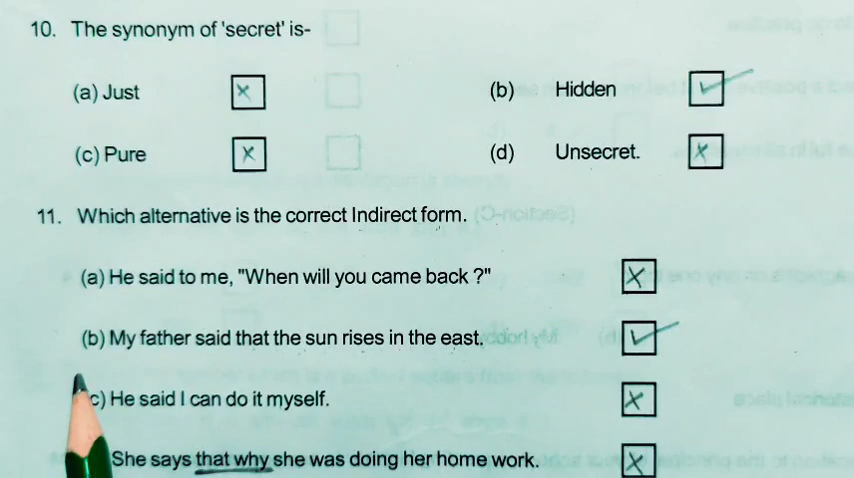 10. The synonym of 'secret' is-
(a) Just (b) Hidden
(c) Pure (d) Unsecret.
11. Which alternative is the correct Indirect form.
(a) He said to me, "When will you came back ?"
(b) My father said that the sun rises in the east.
c) He said I can do it myself.
She says that why she was doing her home work.